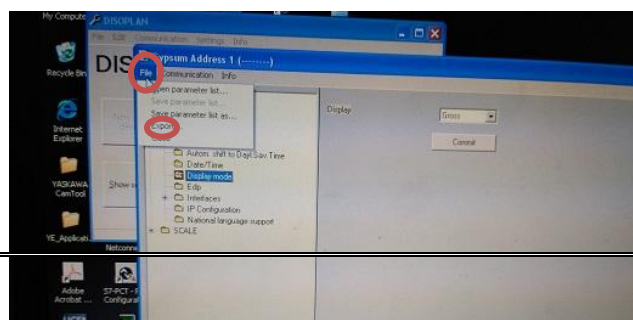 My Compute
DISOPLAN
File Edit Communication Settings Info
Gypsum Address 1 (--------)
DIS
File Communication Info
Recycle Bin
Open parameter list...
Save parameter list...
Save parameter list as...
Export
Display
Gross
Commit
Internet
Explorer
Autom. shift to Dayl.Sav.Time
Date/Time
Display mode
Edp
Interfaces
IP Configuration
National language support
SCALE
YASKAWA
CamTool
Show
YE_Applicati
Netconne
Adobe
Acrobat ...
S7-PCT - P
Configurat